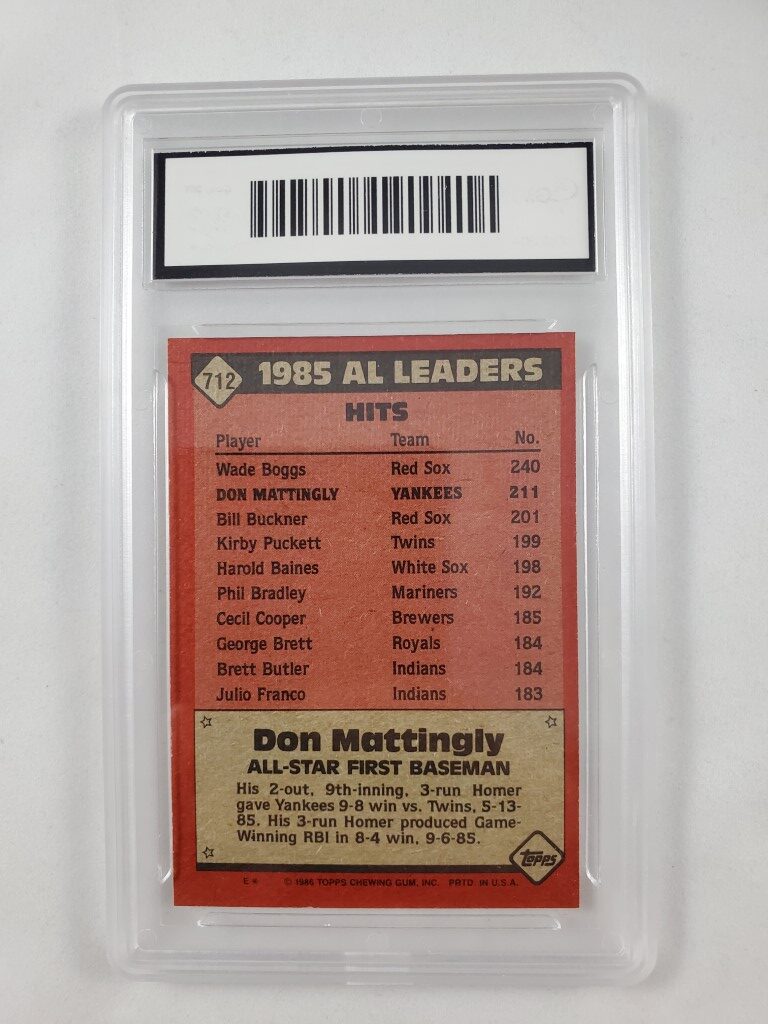 712 1985 AL LEADERS
HITS
Player Team No.
Wade Boggs Red Sox 240
DON MATTINGLY YANKEES 211
Bill Buckner Red Sox 201
Kirby Puckett Twins 199
Harold Baines White Sox 198
Phil Bradley Mariners 192
Cecil Cooper Brewers 185
George Brett Royals 184
Brett Butler Indians 184
Julio Franco Indians 183
Don Mattingly
ALL-STAR FIRST BASEMAN
His 2-out, 9th-inning, 3-run Homer
gave Yankees 9-8 win vs. Twins, 5-13-
85. His 3-run Homer produced Game-
Winning RBI in 8-4 win, 9-6-85.
topps
E* © 1986 TOPPS CHEWING GUM, INC. PRTD. IN U.S.A.